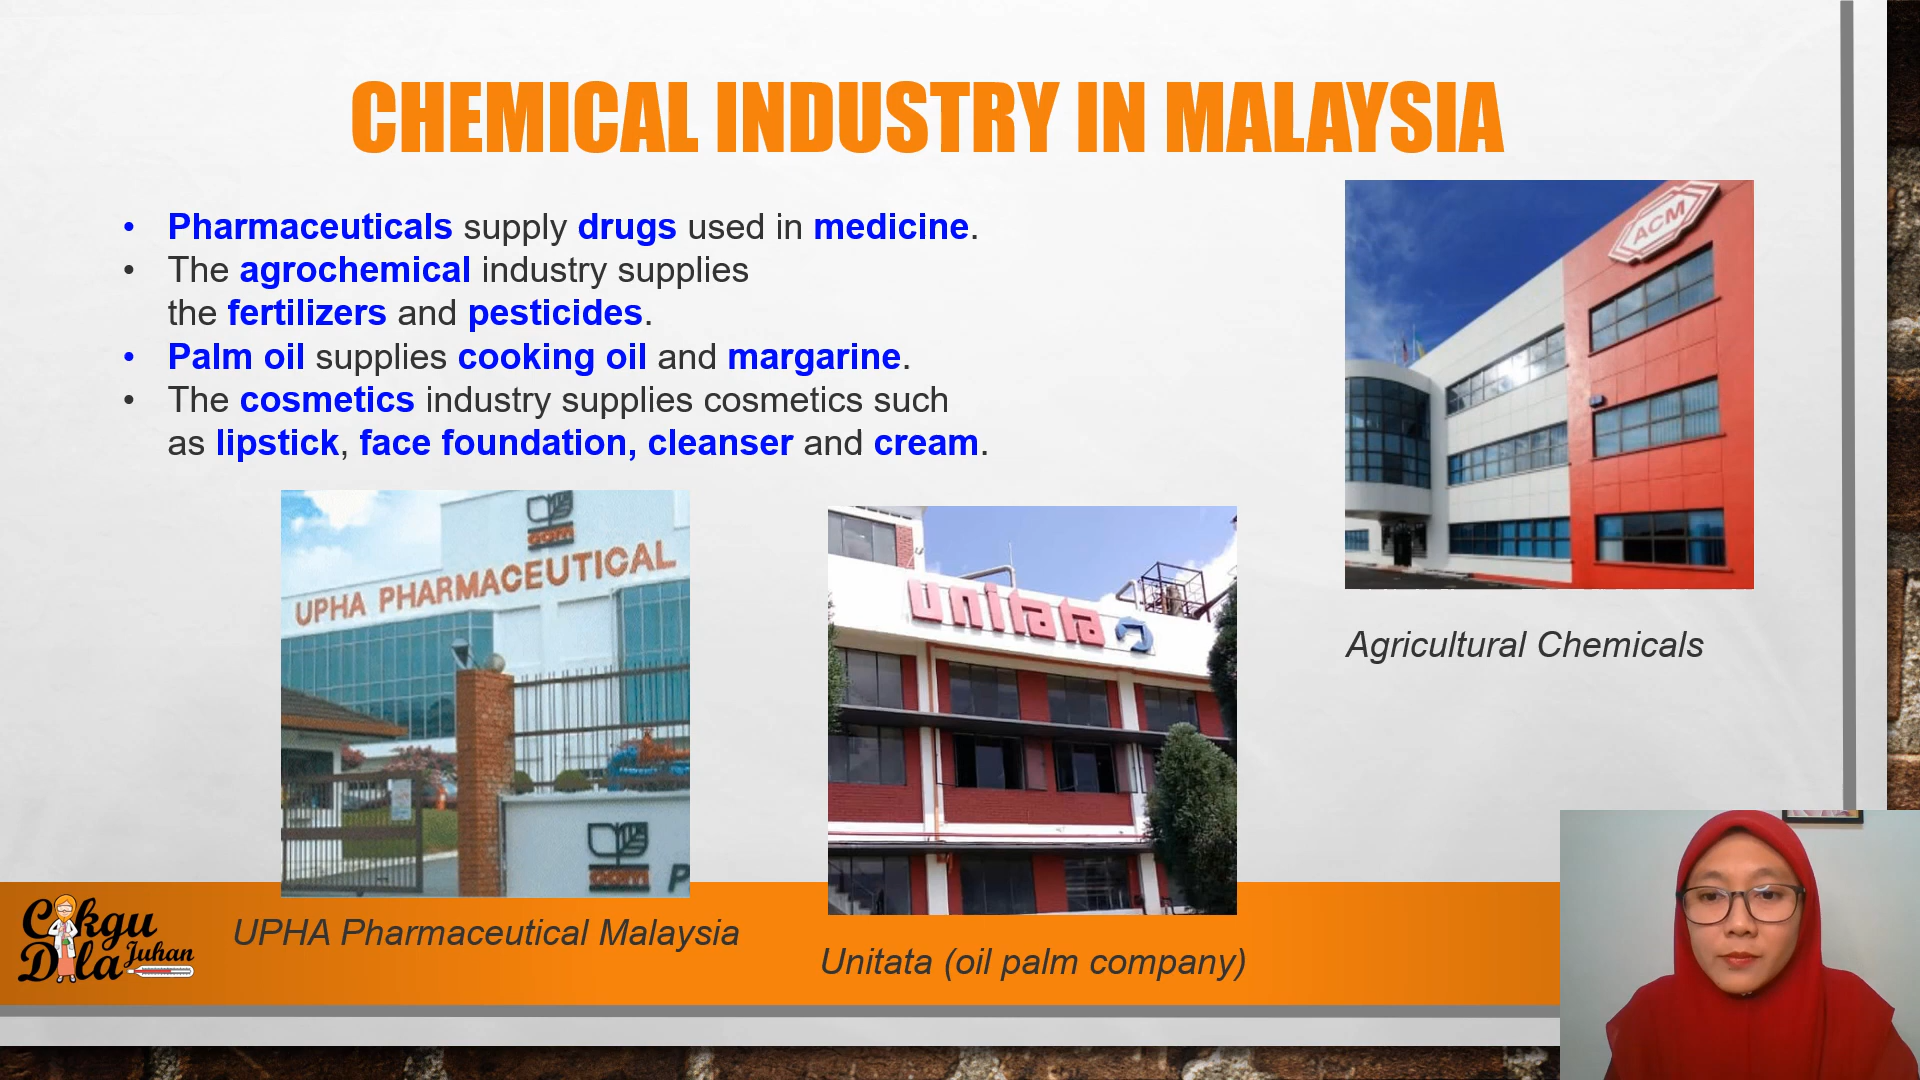 CHEMICAL INDUSTRY IN MALAYSIA
• Pharmaceuticals supply drugs used in medicine.
• The agrochemical industry supplies
the fertilizers and pesticides.
• Palm oil supplies cooking oil and margarine.
• The cosmetics industry supplies cosmetics such
as lipstick, face foundation, cleanser and cream.
ACM
UPHA PHARMACEUTICAL
CCM
unitata
Agricultural Chemicals
CCM
P
Cikgu
Dila Juhan
UPHA Pharmaceutical Malaysia
Unitata (oil palm company)